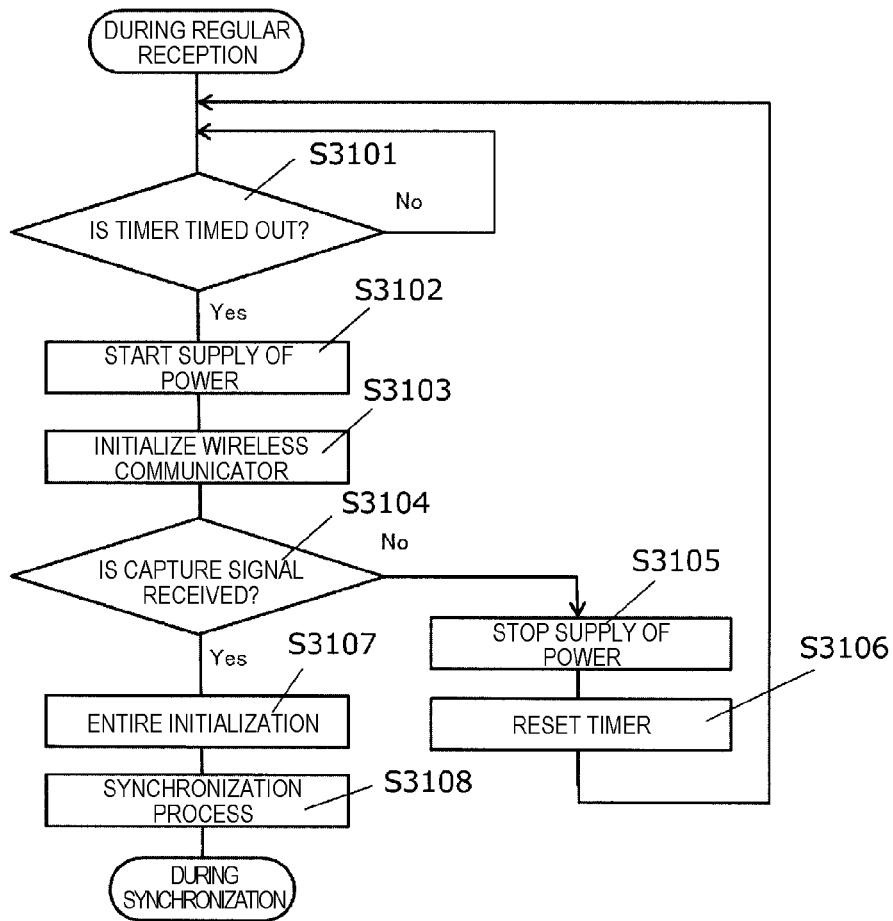 DURING REGULAR
RECEPTION
S3101
No
IS TIMER TIMED OUT?
Yes
S3102
START SUPPLY OF
POWER
S3103
INITIALIZE WIRELESS
COMMUNICATOR
S3104
No
IS CAPTURE SIGNAL
RECEIVED?
S3105
STOP SUPPLY OF
POWER
Yes
S3107
S3106
ENTIRE INITIALIZATION
RESET TIMER
SYNCHRONIZATION
PROCESS
S3108
DURING
SYNCHRONIZATION